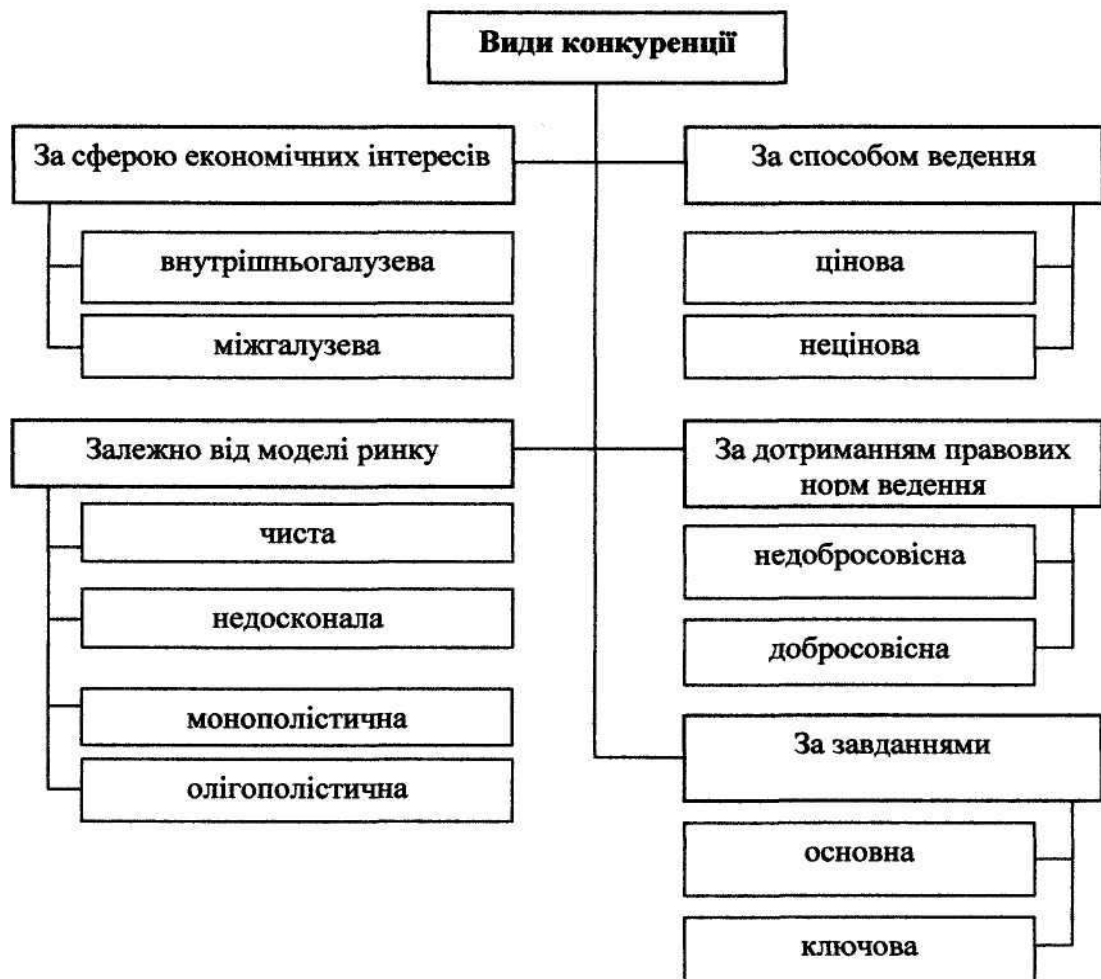 Види конкуренції
За сферою економічних інтересів
внутрішньогалузева
міжгалузева
Залежно від моделі ринку
чиста
недосконала
монополістична
олігополістична
За способом ведення
цінова
нецінова
За дотриманням правових
норм ведення
недобросовісна
добросовісна
За завданнями
основна
ключова